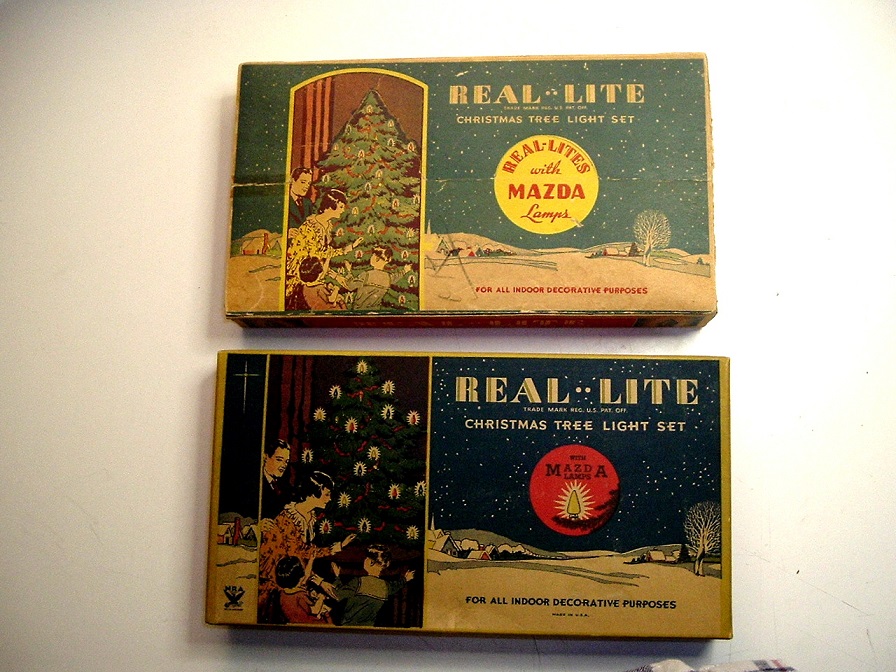 REAL·LITE
TRADE MARK REG. U.S. PAT. OFF.
CHRISTMAS TREE LIGHT SET
REAL-LITES
with
MAZDA
Lamps
FOR ALL INDOOR DECORATIVE PURPOSES
REAL··LITE
TRADE MARK REG. U.S. PAT. OFF.
CHRISTMAS TREE LIGHT SET
WITH
MAZDA
LAMPS
NRA
FOR ALL INDOOR DECORATIVE PURPOSES
MADE IN U.S.A.